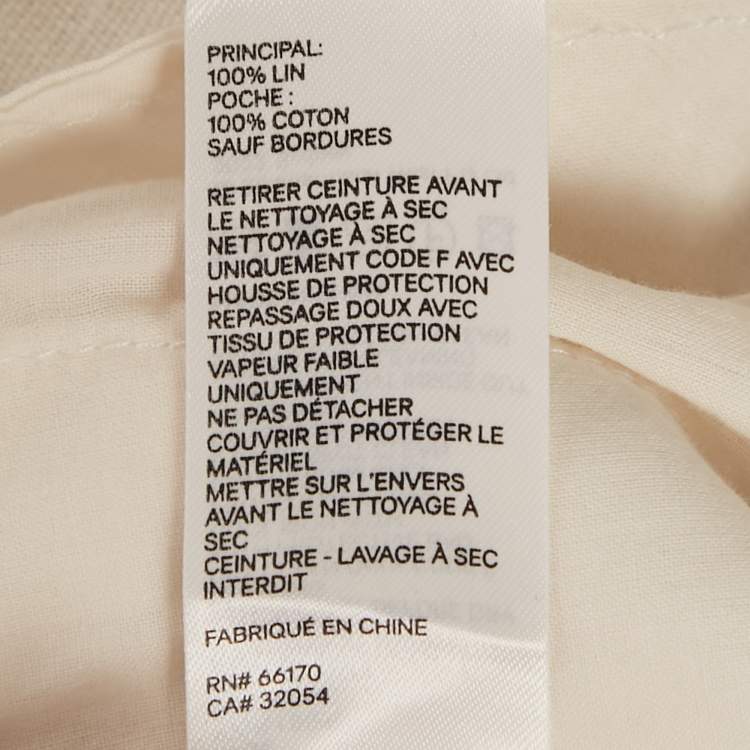 PRINCIPAL:
100% LIN
POCHE :
100% COTON
SAUF BORDURES
RETIRER CEINTURE AVANT
LE NETTOYAGE À SEC
NETTOYAGE À SEC
UNIQUEMENT CODE F AVEC
HOUSSE DE PROTECTION
REPASSAGE DOUX AVEC
TISSU DE PROTECTION
VAPEUR FAIBLE
UNIQUEMENT
NE PAS DÉTACHER
COUVRIR ET PROTÉGER LE
MATÉRIEL
METTRE SUR L'ENVERS
AVANT LE NETTOYAGE À
SEC
CEINTURE - LAVAGE À SEC
INTERDIT
FABRIQUÉ EN CHINE
RN# 66170
CA# 32054